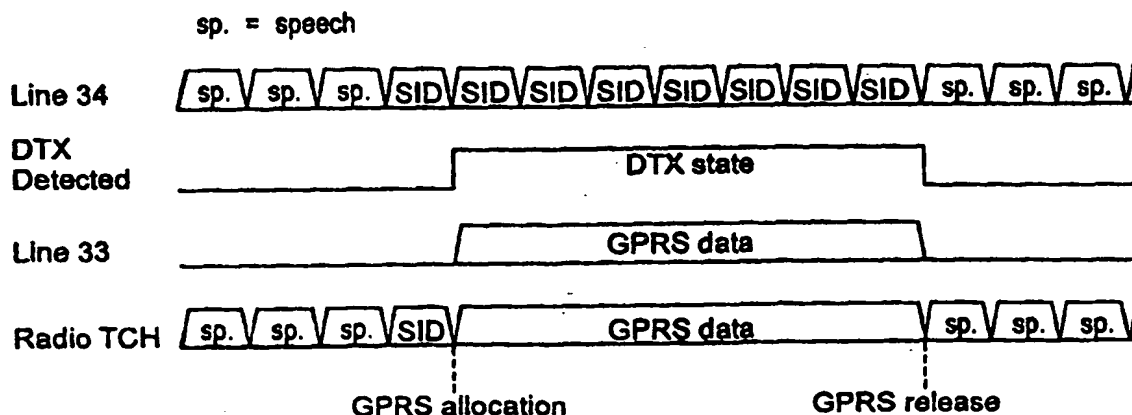 sp. = speech
Line 34 sp. sp. sp. SID SID SID SID SID SID SID SID sp. sp. sp.
DTX
Detected
DTX state
Line 33 GPRS data
Radio TCH sp. sp. sp. SID GPRS data sp. sp. sp.
GPRS allocation GPRS release